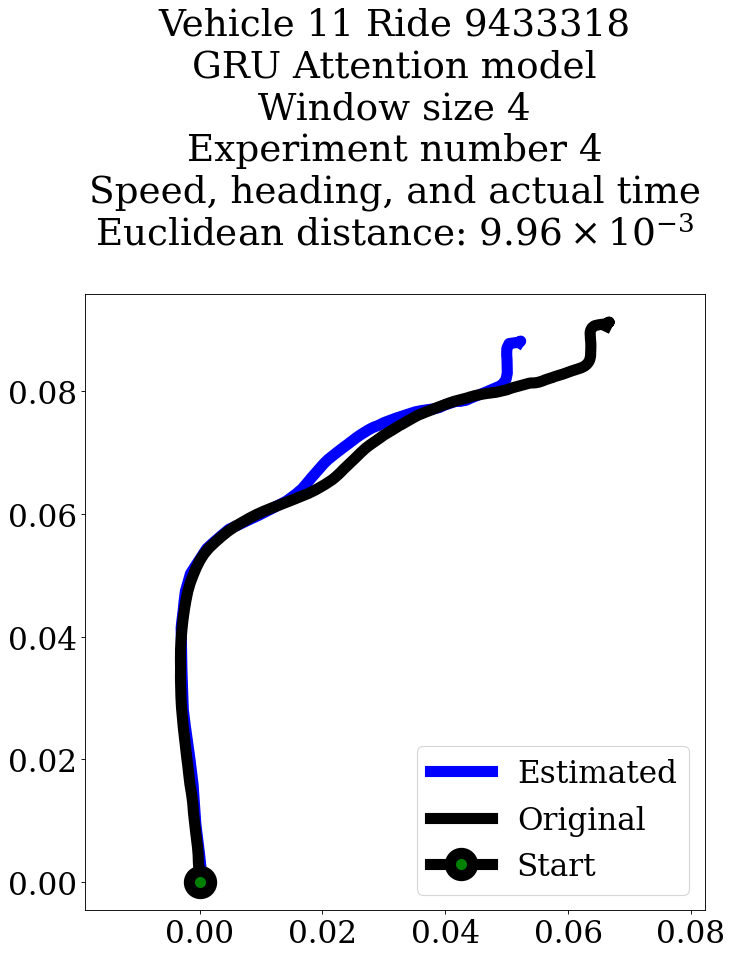 Vehicle 11 Ride 9433318
GRU Attention model
Window size 4
Experiment number 4
Speed, heading, and actual time
Euclidean distance: 9.96 × 10⁻³
0.08
0.06
0.04
0.02
0.00
Estimated
Original
Start
0.00 0.02 0.04 0.06 0.08